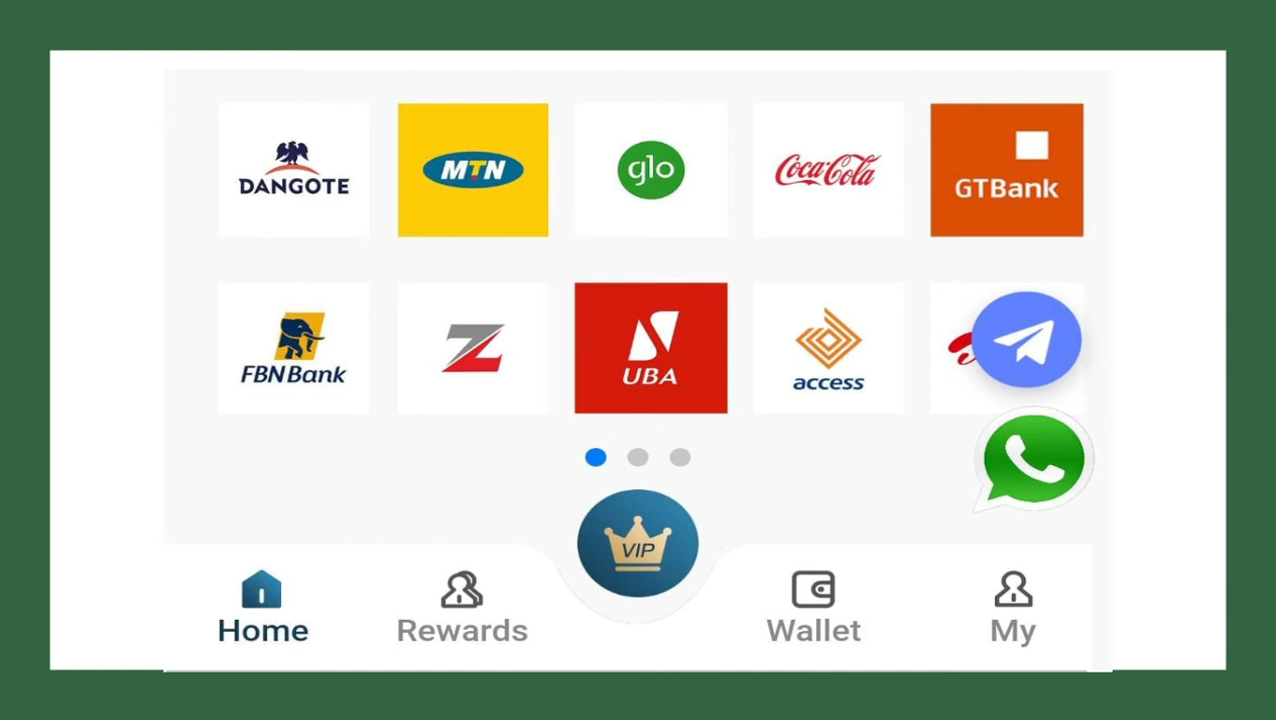 DANGOTE
MTN
glo
Coca-Cola
GTBank
FBNBank
UBA
access
VIP
Home
Rewards
Wallet
My